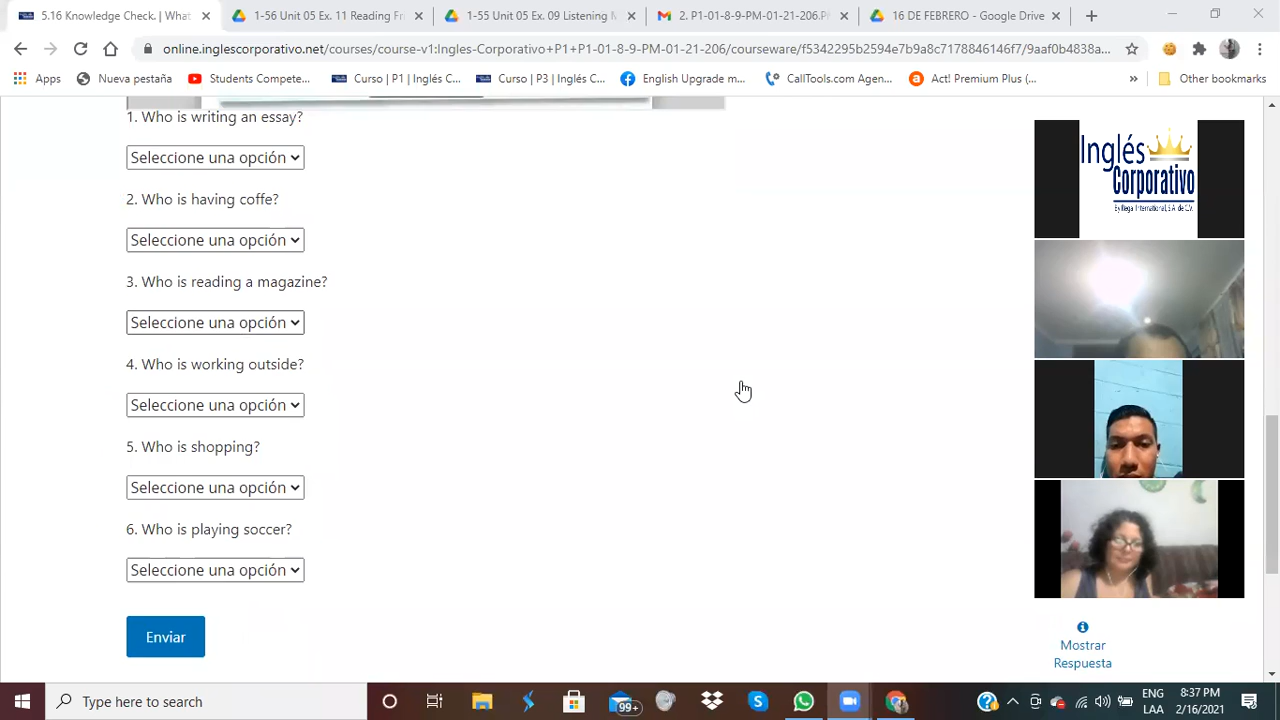 5.16 Knowledge Check. | What
1-56 Unit 05 Ex. 11 Reading Fri
1-55 Unit 05 Ex. 09 Listening M
2. P1-01-8-9-PM-01-21-206.P
16 DE FEBRERO - Google Drive
online.inglescorporativo.net/courses/course-v1:Ingles-Corporativo+P1+P1-01-8-9-PM-01-21-206/courseware/f5342295b2594e7b9a8c7178846146f7/9aaf0b4838a...
Apps
Nueva pestaña
Students Compete...
Curso | P1 | Inglés C...
Curso | P3 | Inglés C...
English Upgrade m...
CallTools.com Agen...
Act! Premium Plus (...
»
Other bookmarks
1. Who is writing an essay?
Seleccione una opción
2. Who is having coffe?
Seleccione una opción
3. Who is reading a magazine?
Seleccione una opción
4. Who is working outside?
Seleccione una opción
5. Who is shopping?
Seleccione una opción
6. Who is playing soccer?
Seleccione una opción
Enviar
Inglés
Corporativo
Mostrar
Respuesta
Type here to search
99+
ENG
LAA
8:37 PM
2/16/2021